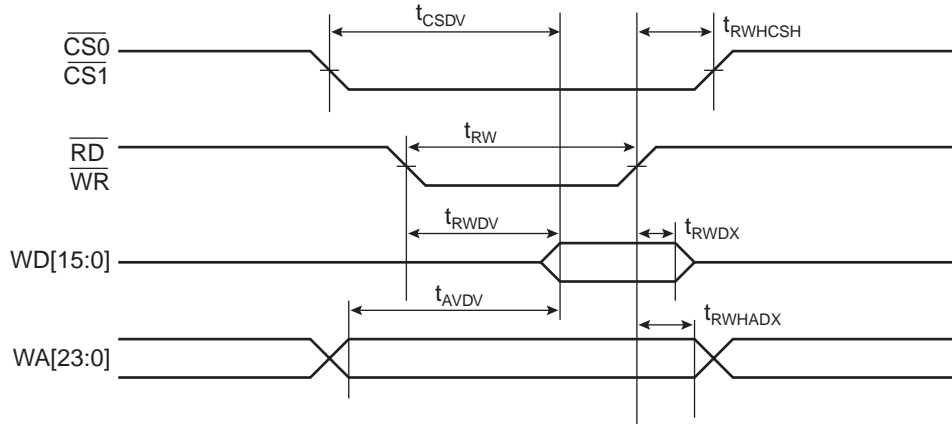 tCSDV
tRWHCSH
CS0
CS1
tRW
RD
WR
tRWDV
tRWDX
WD[15:0]
tAVDV
tRWHADX
WA[23:0]